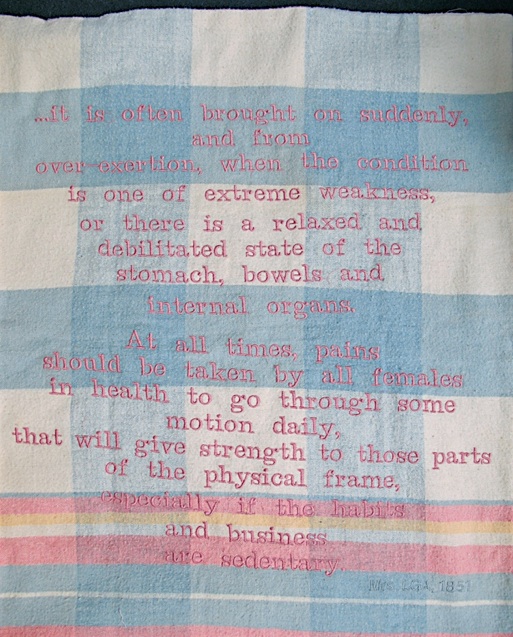 ...it is often brought on suddenly,
and from
over-exertion, when the condition
is one of extreme weakness,
or there is a relaxed and
debilitated state of the
stomach, bowels and
internal organs.
At all times, pains
should be taken by all females
in health to go through some
motion daily,
that will give strength to those parts
of the physical frame,
especially if the habits
and business
are sedentary.
1851